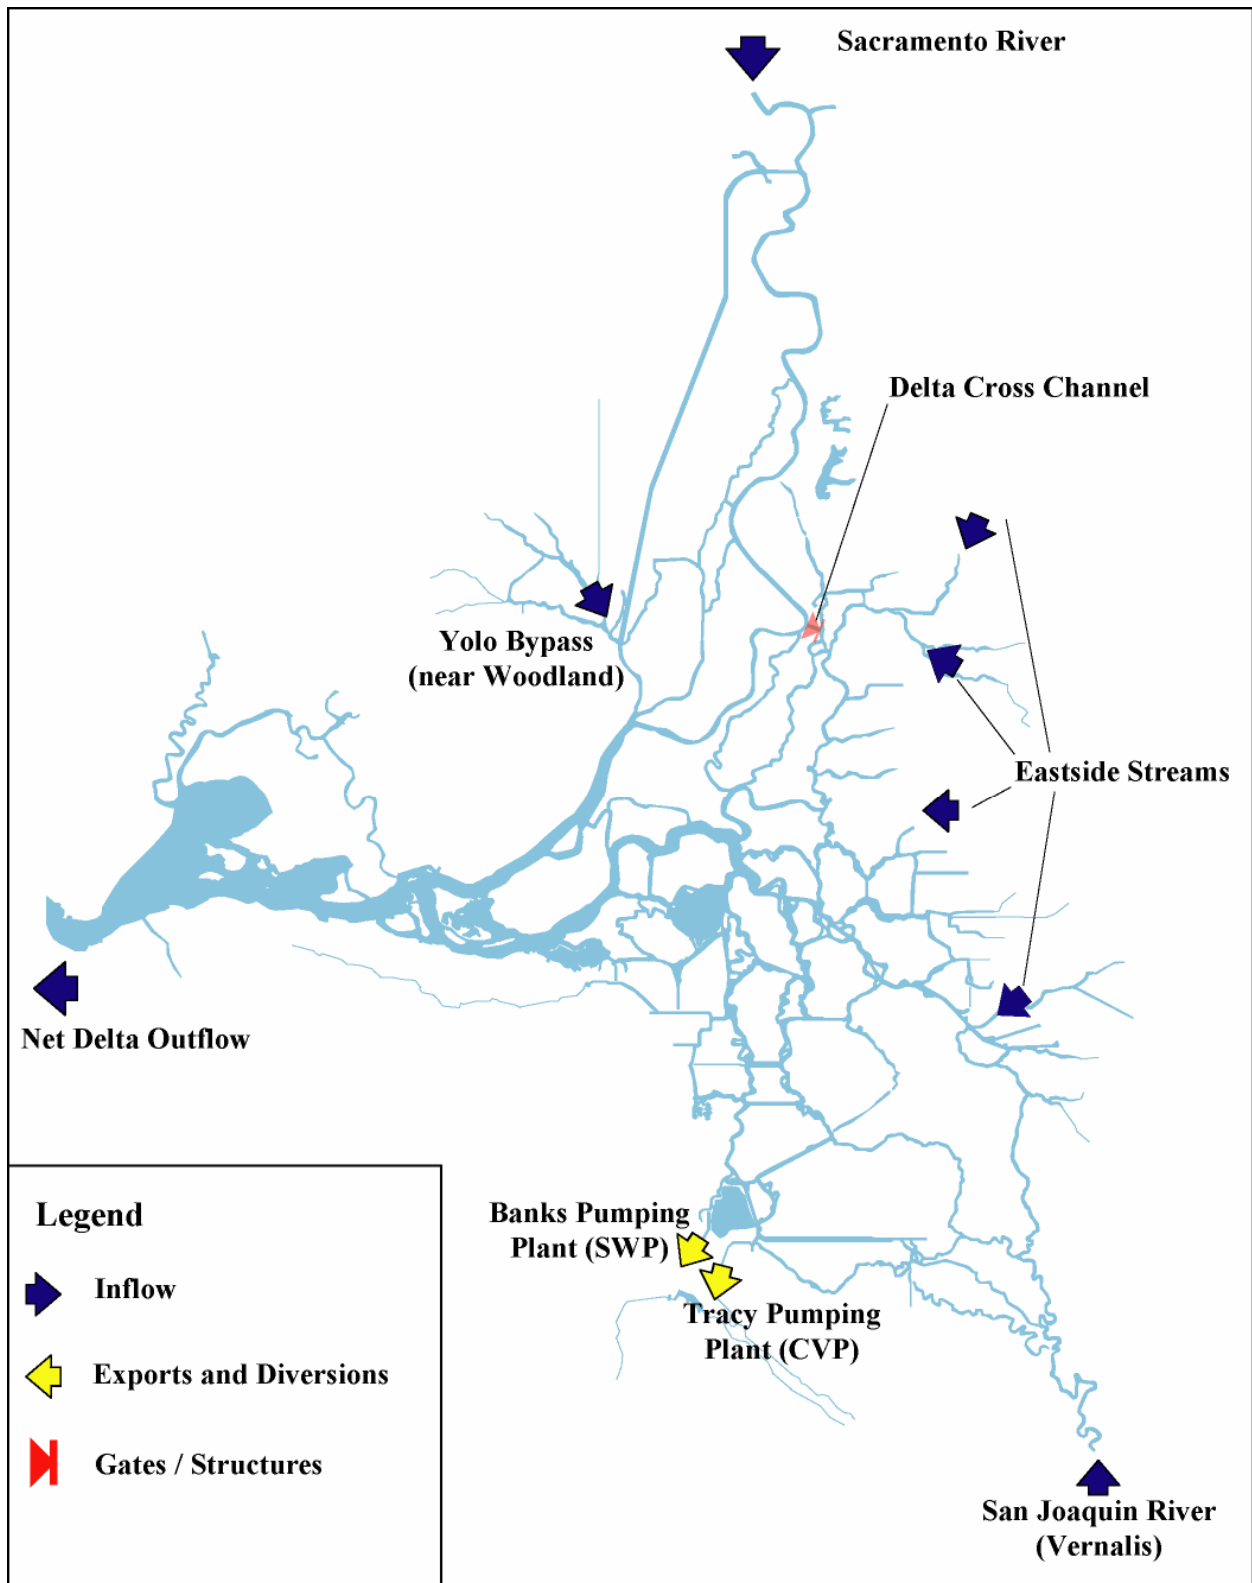 Sacramento River
Delta Cross Channel
Yolo Bypass
(near Woodland)
Eastside Streams
Net Delta Outflow
Banks Pumping
Plant (SWP)
Tracy Pumping
Plant (CVP)
San Joaquin River
(Vernalis)
Legend
Inflow
Exports and Diversions
Gates / Structures